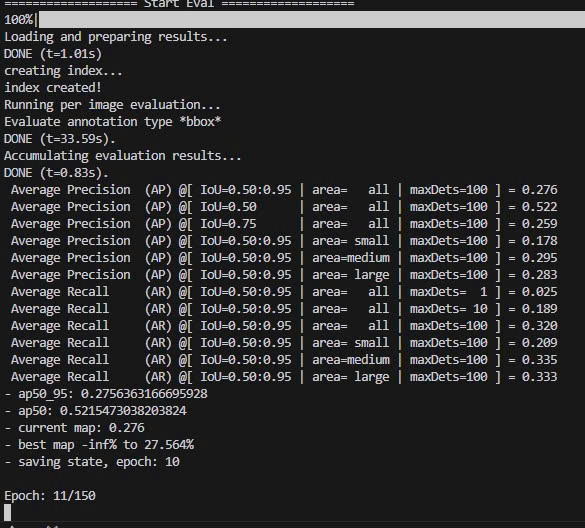 =================== Start Eval ===================
100%|
Loading and preparing results...
DONE (t=1.01s)
creating index...
index created!
Running per image evaluation...
Evaluate annotation type *bbox*
DONE (t=33.59s).
Accumulating evaluation results...
DONE (t=0.83s).
 Average Precision  (AP) @[ IoU=0.50:0.95 | area=   all | maxDets=100 ] = 0.276
 Average Precision  (AP) @[ IoU=0.50      | area=   all | maxDets=100 ] = 0.522
 Average Precision  (AP) @[ IoU=0.75      | area=   all | maxDets=100 ] = 0.259
 Average Precision  (AP) @[ IoU=0.50:0.95 | area= small | maxDets=100 ] = 0.178
 Average Precision  (AP) @[ IoU=0.50:0.95 | area=medium | maxDets=100 ] = 0.295
 Average Precision  (AP) @[ IoU=0.50:0.95 | area= large | maxDets=100 ] = 0.283
 Average Recall     (AR) @[ IoU=0.50:0.95 | area=   all | maxDets=  1 ] = 0.025
 Average Recall     (AR) @[ IoU=0.50:0.95 | area=   all | maxDets= 10 ] = 0.189
 Average Recall     (AR) @[ IoU=0.50:0.95 | area=   all | maxDets=100 ] = 0.320
 Average Recall     (AR) @[ IoU=0.50:0.95 | area= small | maxDets=100 ] = 0.209
 Average Recall     (AR) @[ IoU=0.50:0.95 | area=medium | maxDets=100 ] = 0.335
 Average Recall     (AR) @[ IoU=0.50:0.95 | area= large | maxDets=100 ] = 0.333
- ap50_95: 0.2756363166695928
- ap50: 0.5215473038203824
- current map: 0.276
- best map -inf% to 27.564%
- saving state, epoch: 10

Epoch: 11/150